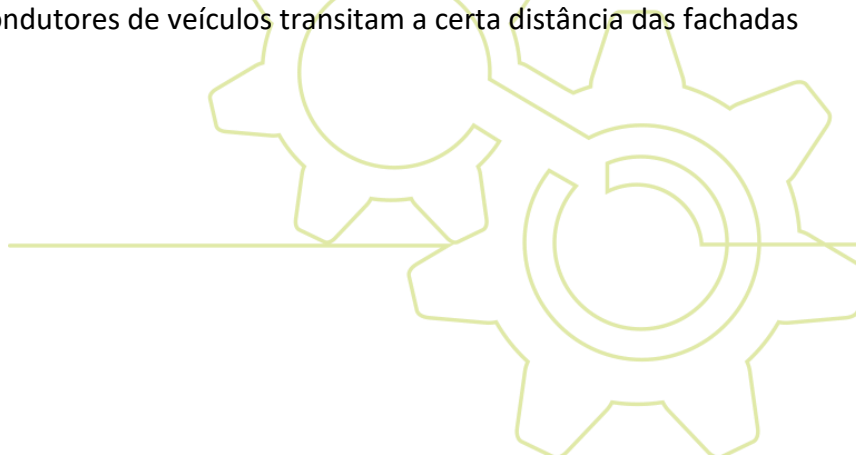 ondutores de veículos transitam a certa distância das fachadas